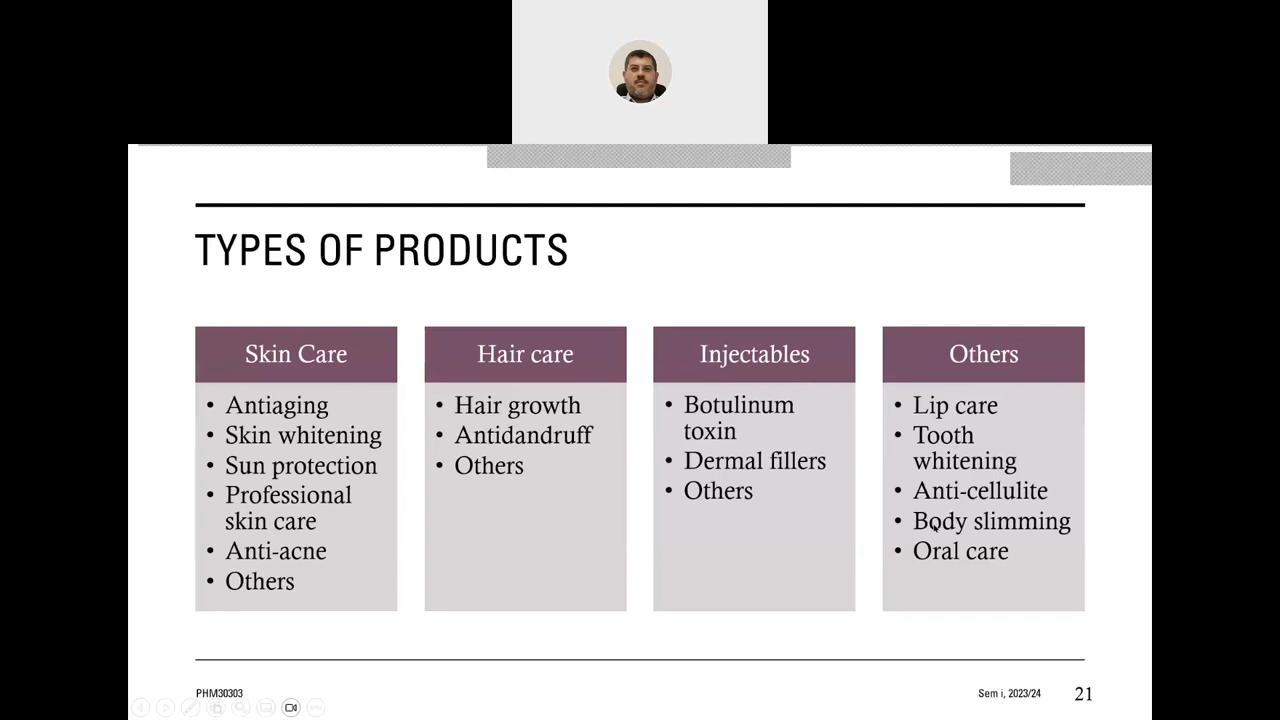 TYPES OF PRODUCTS
Skin Care
• Antiaging
• Skin whitening
• Sun protection
• Professional
skin care
• Anti-acne
• Others
Hair care
• Hair growth
• Antidandruff
• Others
Injectables
• Botulinum
toxin
• Dermal fillers
• Others
Others
• Lip care
• Tooth
whitening
• Anti-cellulite
• Body slimming
• Oral care
PHM30303
Sem i, 2023/24
21